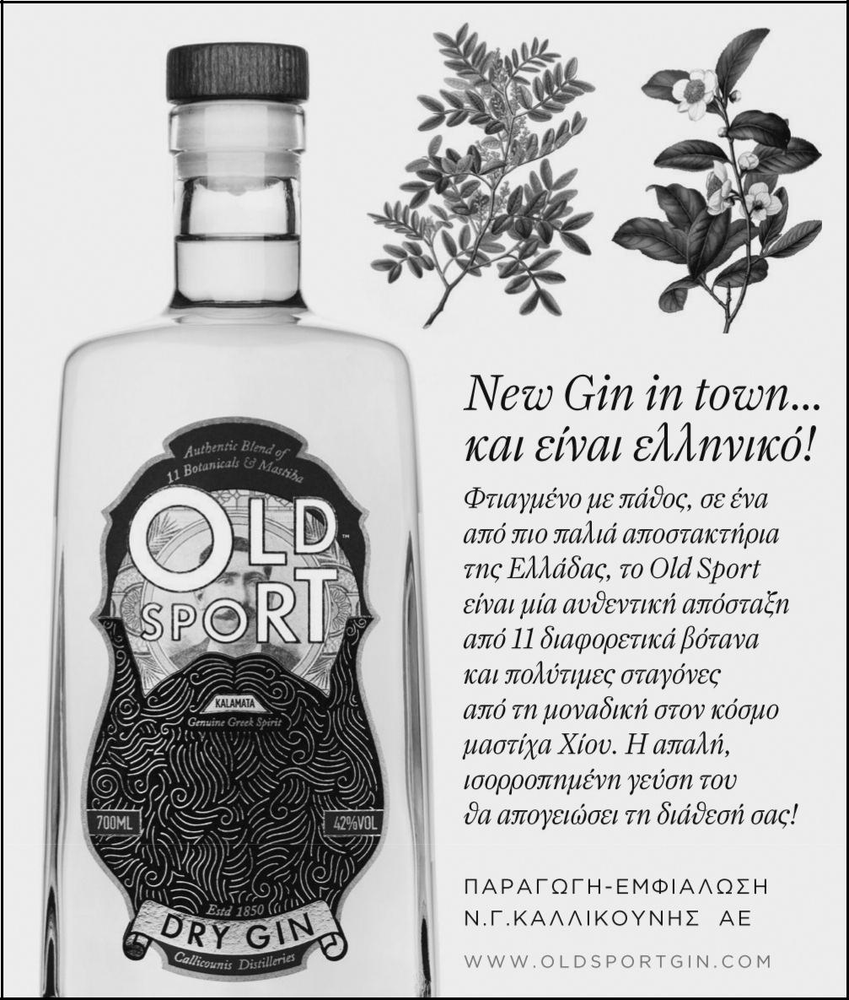 Authentic Blend of
11 Botanicals & Mastiha
OLD
SPORT
™
KALAMATA
Genuine Greek Spirit
700ML
42%VOL
Estd 1850
DRY GIN
Callicounis Distilleries
New Gin in town...
και είναι ελληνικό!
Φτιαγμένο με πάθος, σε ένα
από πιο παλιά αποστακτήρια
της Ελλάδας, το Old Sport
είναι μία αυθεντική απόσταξη
από 11 διαφορετικά βότανα
και πολύτιμες σταγόνες
από τη μοναδική στον κόσμο
μαστίχα Χίου. Η απαλή,
ισορροπημένη γεύση του
θα απογειώσει τη διάθεσή σας!
ΠΑΡΑΓΩΓΗ-ΕΜΦΙΑΛΩΣΗ
Ν.Γ.ΚΑΛΛΙΚΟΥΝΗΣ ΑΕ
WWW.OLDSPORTGIN.COM